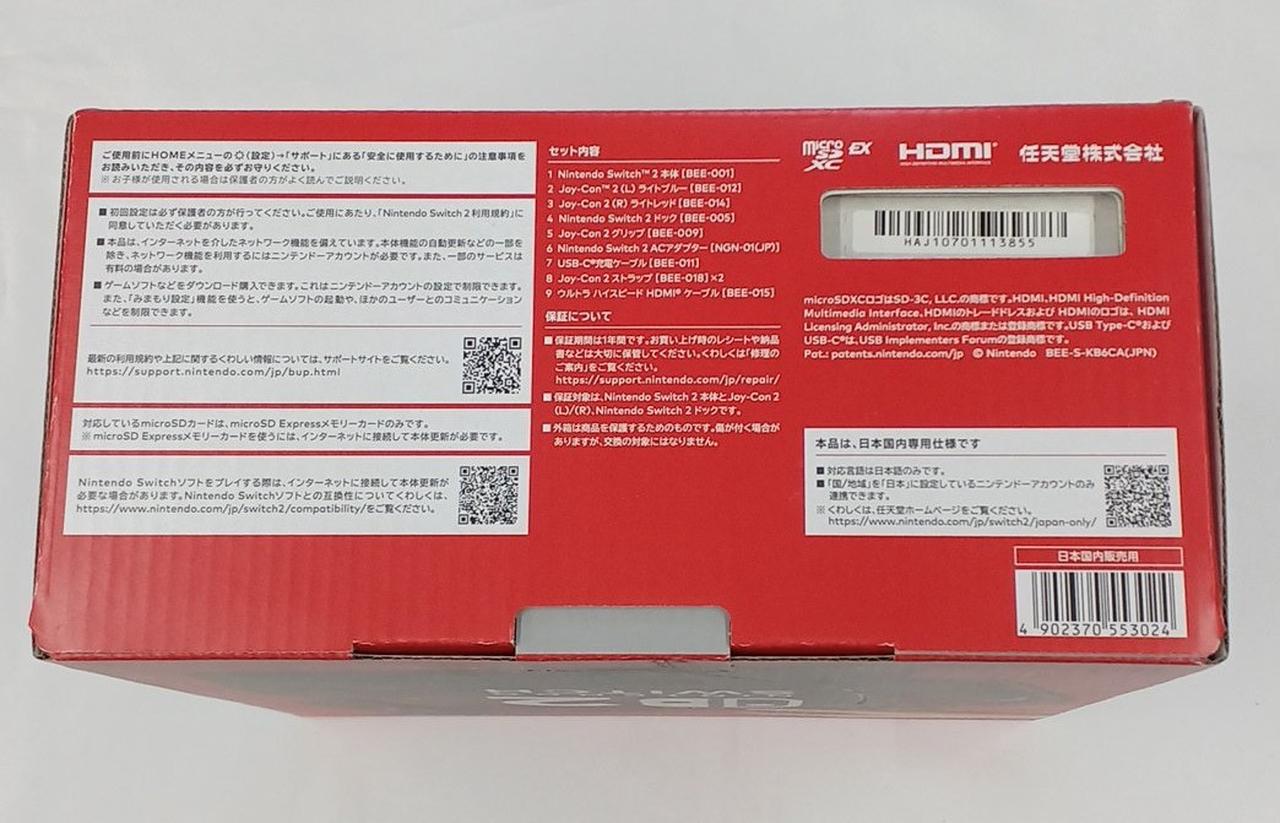 ご使用前にHOMEメニューの (設定)→「サポート」にある「安全に使用するために」の注意事項を
お読みいただき、その内容を必ずお守りください。
※お子様が使用される場合は保護者の方がよく読んでご説明ください。
■ 初回設定は必ず保護者の方が行ってください。ご使用にあたり、「Nintendo Switch 2 利用規約」に
同意していただく必要があります。
■ 本品は、インターネットを介したネットワーク機能を備えています。本体機能の自動更新などの一部を
除き、ネットワーク機能を利用するにはニンテンドーアカウントが必要です。また、一部のサービスは
有料の場合があります。
■ ゲームソフトなどをダウンロード購入できます。これはニンテンドーアカウントの設定で制限できます。
また、「みまもり設定」機能を使うと、ゲームソフトの起動や、ほかのユーザーとのコミュニケーション
などを制限できます。
最新の利用規約や上記に関するくわしい情報については、サポートサイトをご覧ください。
https://support.nintendo.com/jp/bup.html
対応しているmicroSDカードは、microSD Expressメモリーカードのみです。
※ microSD Expressメモリーカードを使うには、インターネットに接続して本体更新が必要です。
Nintendo Switchソフトをプレイする際は、インターネットに接続して本体更新が
必要な場合があります。Nintendo Switchソフトとの互換性についてくわしくは、
https://www.nintendo.com/jp/switch2/compatibility/をご覧ください。
セット内容
1 Nintendo Switch™ 2 本体 [BEE-001]
2 Joy-Con™ 2 (L) ライトブルー [BEE-012]
3 Joy-Con 2 (R) ライトレッド [BEE-014]
4 Nintendo Switch 2 ドック [BEE-005]
5 Joy-Con 2 グリップ [BEE-009]
6 Nintendo Switch 2 ACアダプター [NGN-01(JP)]
7 USB-C®充電ケーブル [BEE-011]
8 Joy-Con 2 ストラップ [BEE-018]×2
9 ウルトラ ハイスピード HDMI® ケーブル [BEE-015]
保証について
■ 保証期間は1年間です。お買い上げ時のレシートや納品
書などは大切に保管してください。くわしくは「修理の
ご案内」をご覧ください。
https://support.nintendo.com/jp/repair/
■ 保証対象は、Nintendo Switch 2 本体とJoy-Con 2
(L)/(R)、Nintendo Switch 2 ドックです。
■ 外箱は商品を保護するためのものです。傷が付く場合が
ありますが、交換の対象にはなりません。
micro SD XC EX HDMI 任天堂株式会社
HIGH-DEFINITION MULTIMEDIA INTERFACE
HAJ10701113855
microSDXCロゴはSD-3C, LLC.の商標です。HDMI、HDMI High-Definition
Multimedia Interface、HDMIのトレードドレスおよび HDMIのロゴは、HDMI
Licensing Administrator, Inc.の商標または登録商標です。USB Type-C®および
USB-C®は、USB Implementers Forumの登録商標です。
Pat.: patents.nintendo.com/jp © Nintendo BEE-S-KB6CA(JPN)
本品は、日本国内専用仕様です
■ 対応言語は日本語のみです。
■ 「国/地域」を「日本」に設定しているニンテンドーアカウントのみ
連携できます。
※ くわしくは、任天堂ホームページをご覧ください。
https://www.nintendo.com/jp/switch2/japan-only/
日本国内販売用
4 902370 553024
SWITCH
2